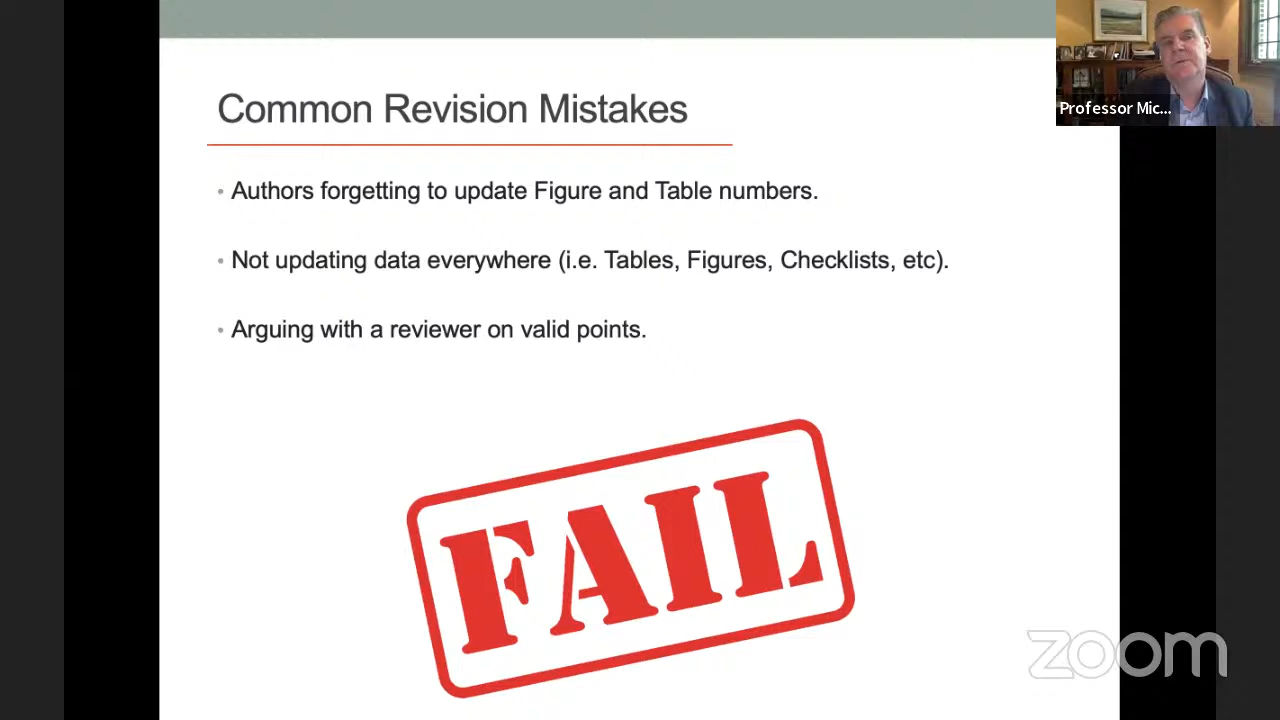 Common Revision Mistakes
Professor Mic...
• Authors forgetting to update Figure and Table numbers.
• Not updating data everywhere (i.e. Tables, Figures, Checklists, etc).
• Arguing with a reviewer on valid points.
FAIL
zoom